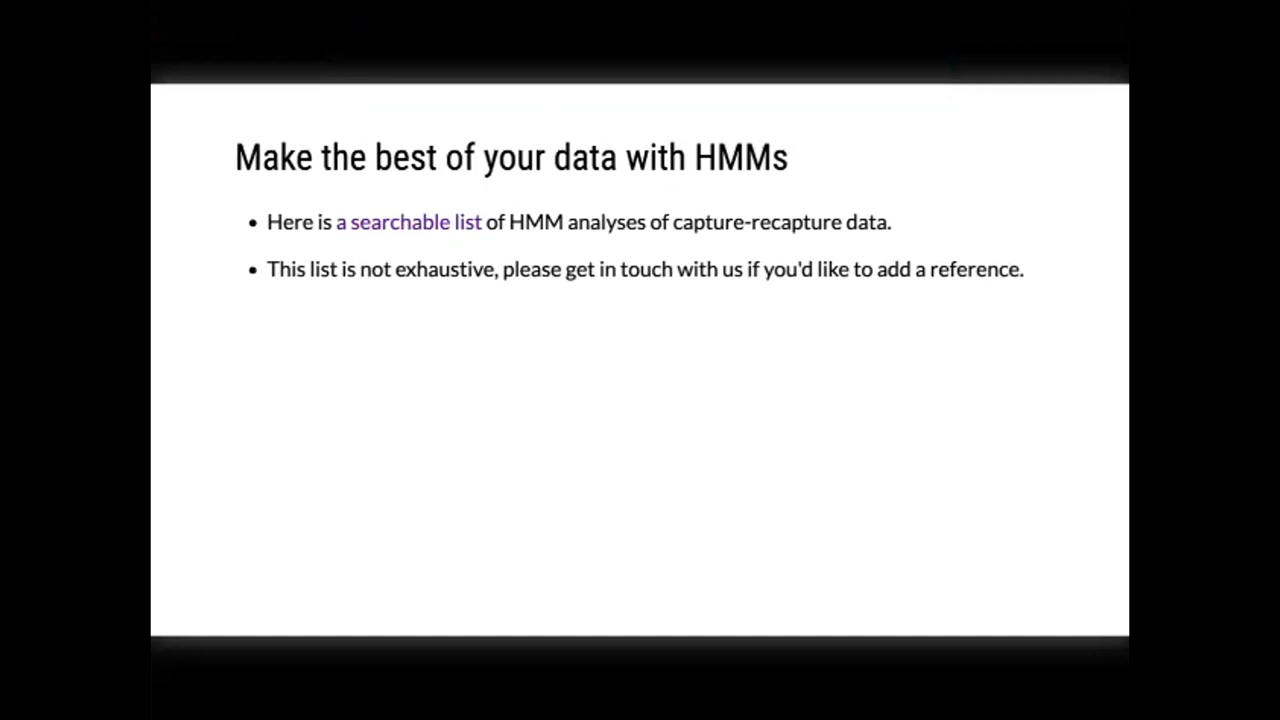 Make the best of your data with HMMs
• Here is a searchable list of HMM analyses of capture-recapture data.
• This list is not exhaustive, please get in touch with us if you'd like to add a reference.